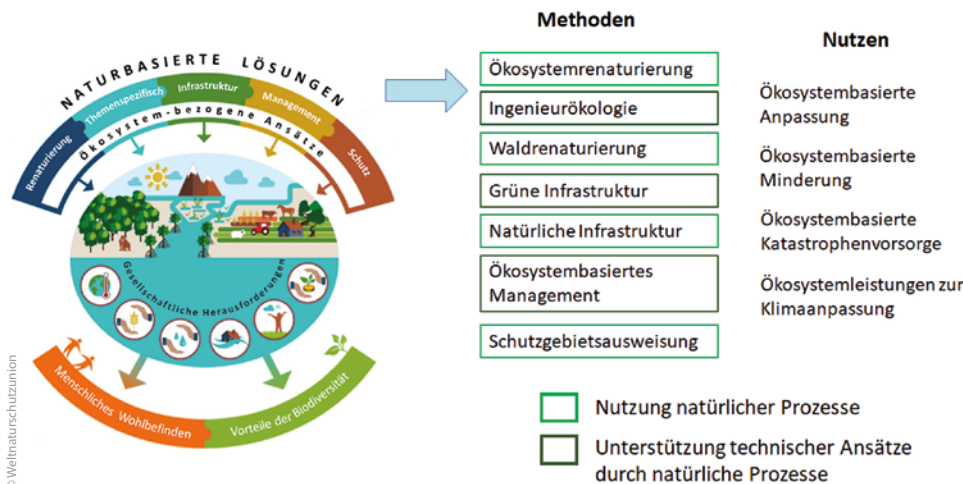 NATURBASIERTE LÖSUNGEN
Renaturierung
Themenspezifisch
Infrastruktur
Management
Schutz
Ökosystem-bezogene Ansätze
Gesellschaftliche Herausforderungen
Menschliches Wohlbefinden
Vorteile der Biodiversität
© Weltnaturschutzunion
Methoden
Ökosystemrenaturierung
Ingenieurökologie
Waldrenaturierung
Grüne Infrastruktur
Natürliche Infrastruktur
Ökosystembasiertes
Management
Schutzgebietsausweisung
Nutzen
Ökosystembasierte
Anpassung
Ökosystembasierte
Minderung
Ökosystembasierte
Katastrophenvorsorge
Ökosystemleistungen zur
Klimaanpassung
Nutzung natürlicher Prozesse
Unterstützung technischer Ansätze
durch natürliche Prozesse